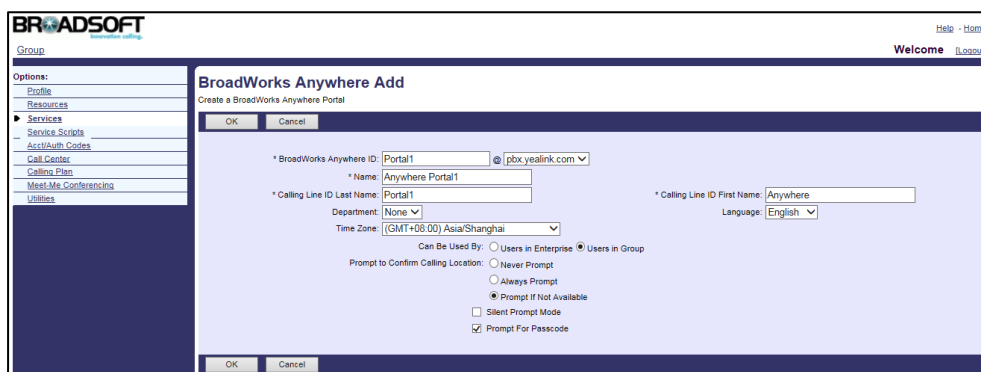 BROADSOFT
innovation calling.
Help - Hom
Group
Welcome [Logou
Options:
Profile
Resources
Services
Service Scripts
Acct/Auth Codes
Call Center
Calling Plan
Meet-Me Conferencing
Utilities
BroadWorks Anywhere Add
Create a BroadWorks Anywhere Portal
OK Cancel
* BroadWorks Anywhere ID: Portal1 @ pbx.yealink.com
* Name: Anywhere Portal1
* Calling Line ID Last Name: Portal1 * Calling Line ID First Name: Anywhere
Department: None Language: English
Time Zone: (GMT+08:00) Asia/Shanghai
Can Be Used By: Users in Enterprise Users in Group
Prompt to Confirm Calling Location: Never Prompt
Always Prompt
Prompt If Not Available
Silent Prompt Mode
Prompt For Passcode
OK Cancel